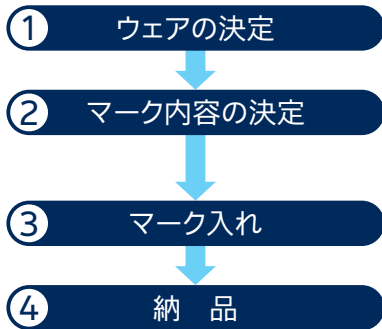 ① ウェアの決定
② マーク内容の決定
③ マーク入れ
④ 納　品